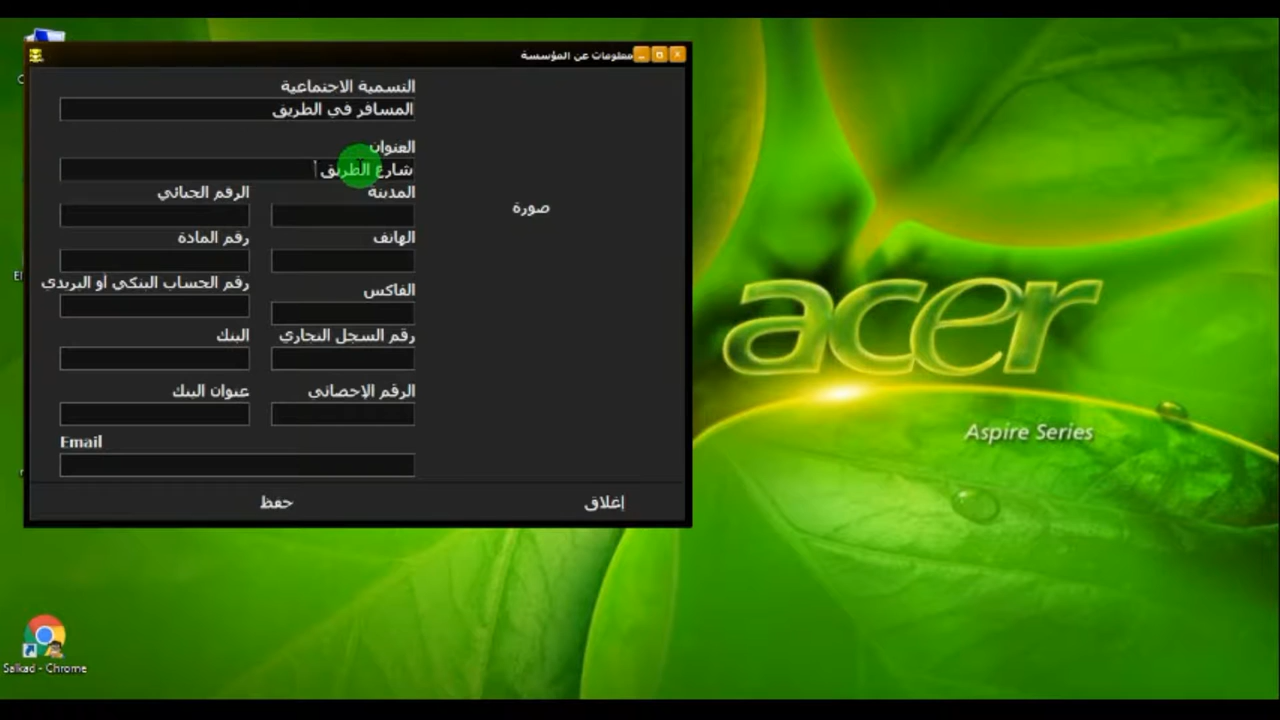 معلومات عن المؤسسة
التسمية الاجتماعية
المسافر في الطريق
العنوان
شارع الطريق
المدينة
الرقم الجبائي
صورة
الهاتف
رقم المادة
الفاكس
رقم الحساب البنكي أو البريدي
رقم السجل التجاري
البنك
الرقم الإحصائي
عنوان البنك
Email
إغلاق
حفظ
acer
Aspire Series
Salkad - Chrome